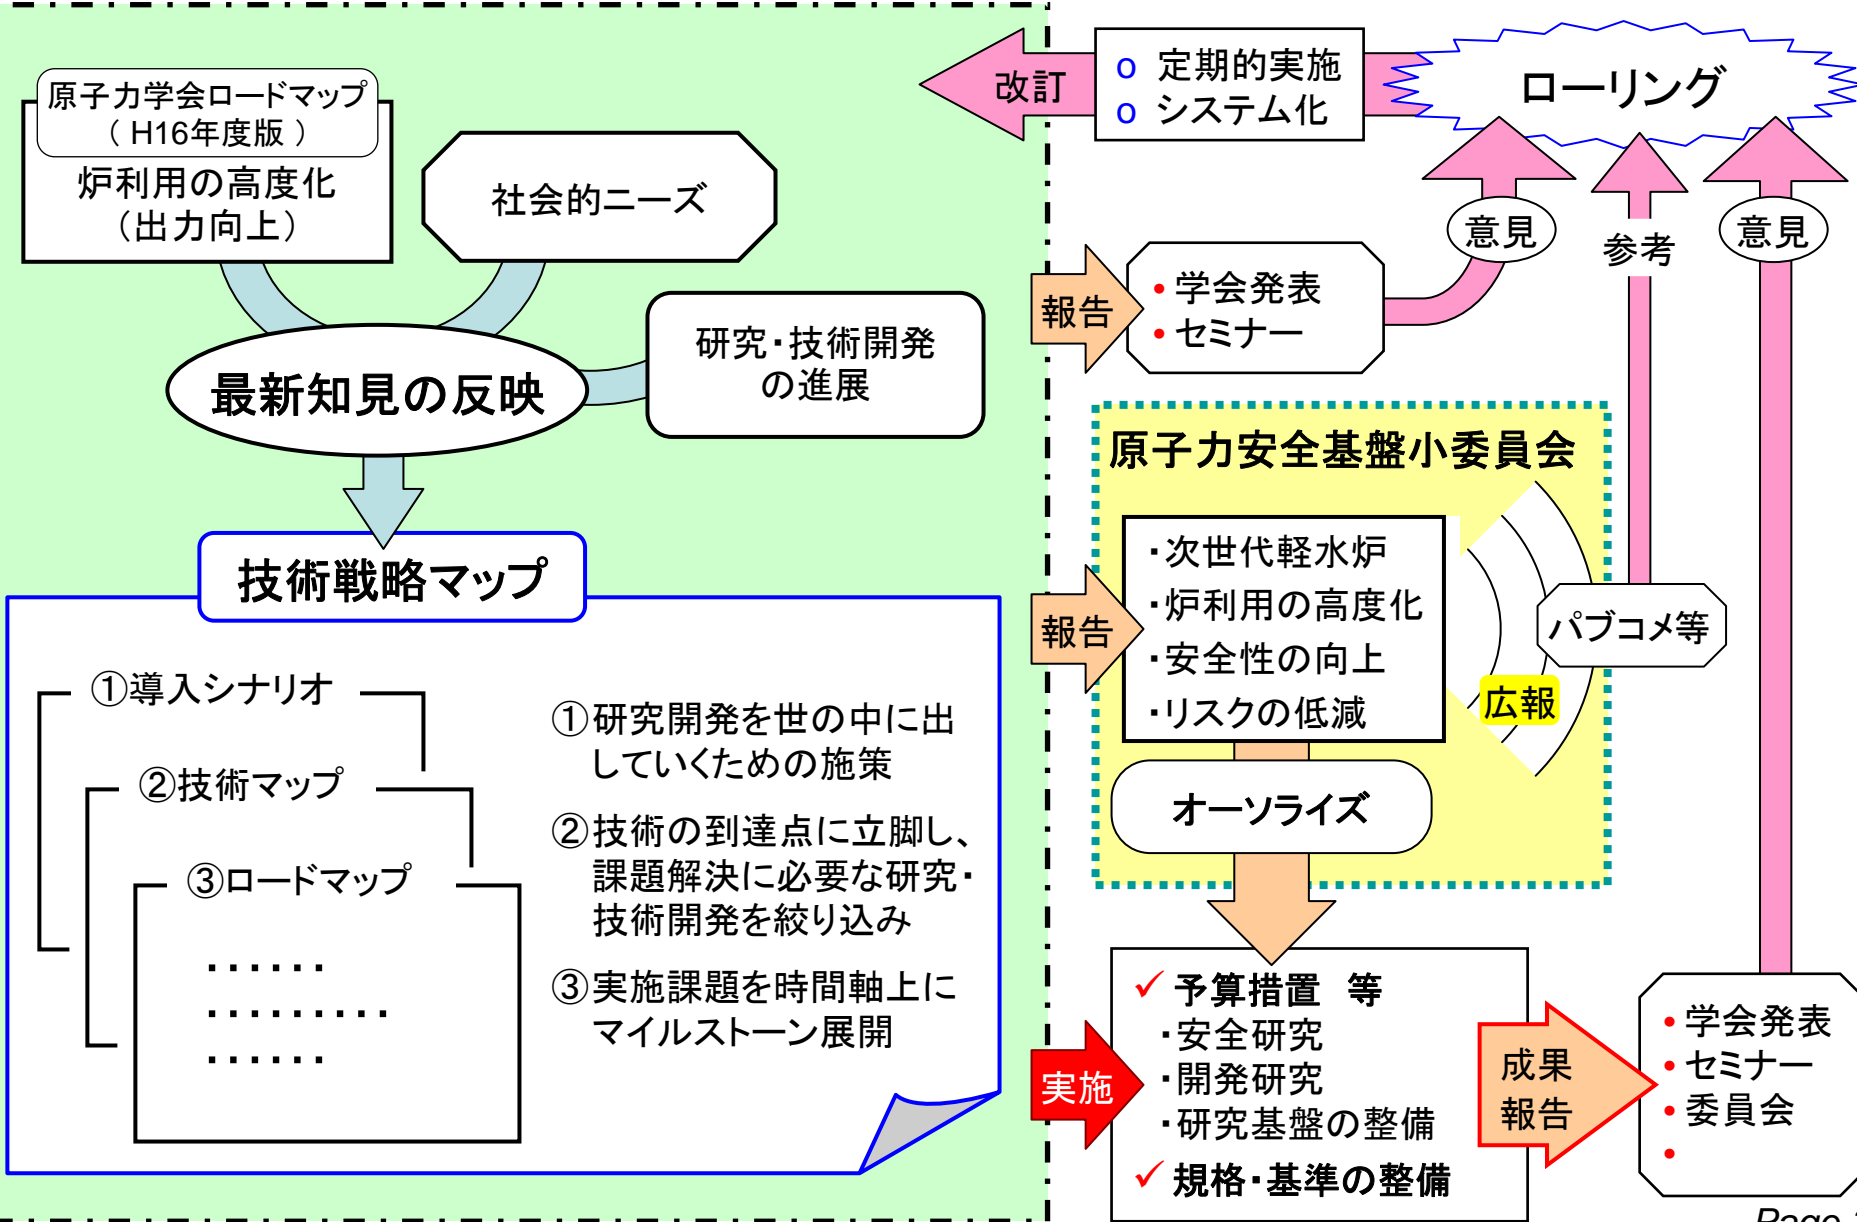 原子力学会ロードマップ
（ H16年度版 ）
炉利用の高度化
（出力向上）
社会的ニーズ
研究・技術開発
の進展
最新知見の反映
技術戦略マップ
①導入シナリオ
②技術マップ
③ロードマップ
・・・・・・
・・・・・・・・・
・・・・・・
①研究開発を世の中に出
していくための施策
②技術の到達点に立脚し、
課題解決に必要な研究・
技術開発を絞り込み
③実施課題を時間軸上に
マイルストーン展開
改訂
o 定期的実施
o システム化
ローリング
意見
参考
意見
報告
• 学会発表
• セミナー
原子力安全基盤小委員会
報告
・次世代軽水炉
・炉利用の高度化
・安全性の向上
・リスクの低減
広報
パブコメ等
オーソライズ
実施
✓ 予算措置　等
・安全研究
・開発研究
・研究基盤の整備
✓ 規格・基準の整備
成果
報告
• 学会発表
• セミナー
• 委員会
•
Page